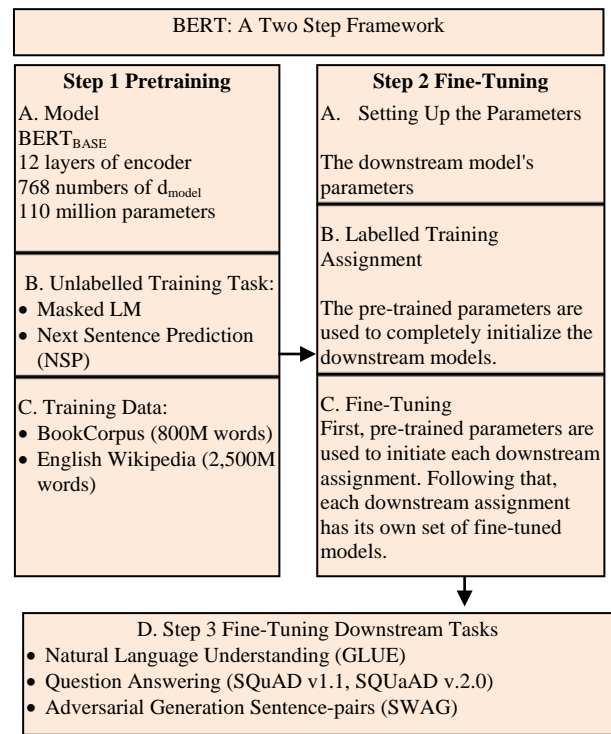 BERT: A Two Step Framework
Step 1 Pretraining
A. Model
BERTBASE
12 layers of encoder
768 numbers of dmodel
110 million parameters
B. Unlabelled Training Task:
• Masked LM
• Next Sentence Prediction
(NSP)
C. Training Data:
• BookCorpus (800M words)
• English Wikipedia (2,500M
words)
Step 2 Fine-Tuning
A. Setting Up the Parameters
The downstream model's
parameters
B. Labelled Training
Assignment
The pre-trained parameters are
used to completely initialize the
downstream models.
C. Fine-Tuning
First, pre-trained parameters are
used to initiate each downstream
assignment. Following that,
each downstream assignment
has its own set of fine-tuned
models.
D. Step 3 Fine-Tuning Downstream Tasks
• Natural Language Understanding (GLUE)
• Question Answering (SQuAD v1.1, SQUaAD v.2.0)
• Adversarial Generation Sentence-pairs (SWAG)